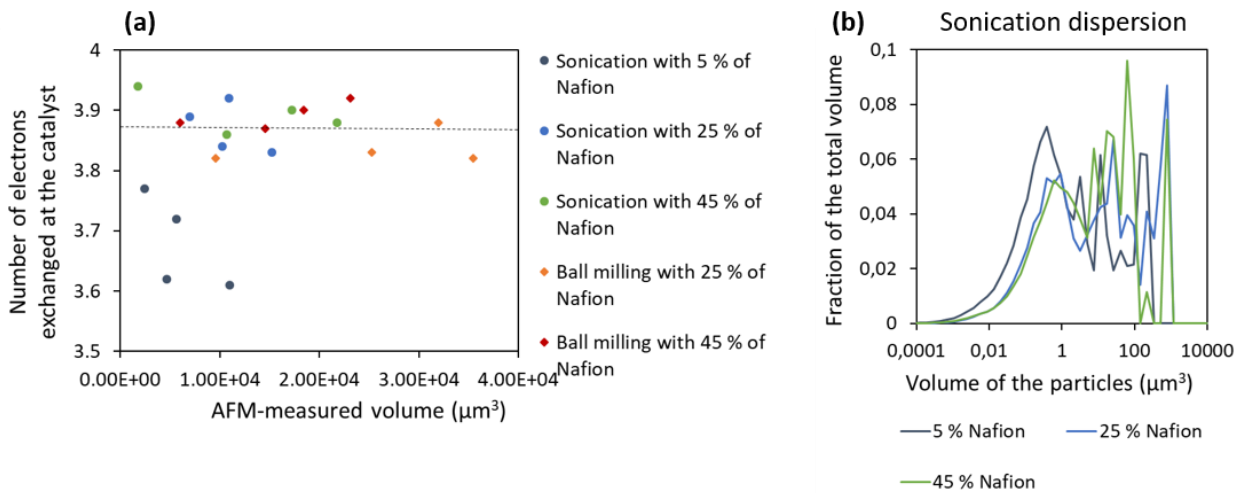 (a)
Number of electrons
exchanged at the catalyst
4
3.9
3.8
3.7
3.6
3.5
0.00E+00
1.00E+04
2.00E+04
3.00E+04
4.00E+04
AFM-measured volume (µm³)
Sonication with 5 % of
Nafion
Sonication with 25 % of
Nafion
Sonication with 45 % of
Nafion
Ball milling with 25 % of
Nafion
Ball milling with 45 % of
Nafion
(b)
Sonication dispersion
Fraction of the total volume
0,1
0,08
0,06
0,04
0,02
0
0,0001
0,01
1
100
10000
Volume of the particles (µm³)
5 % Nafion
25 % Nafion
45 % Nafion